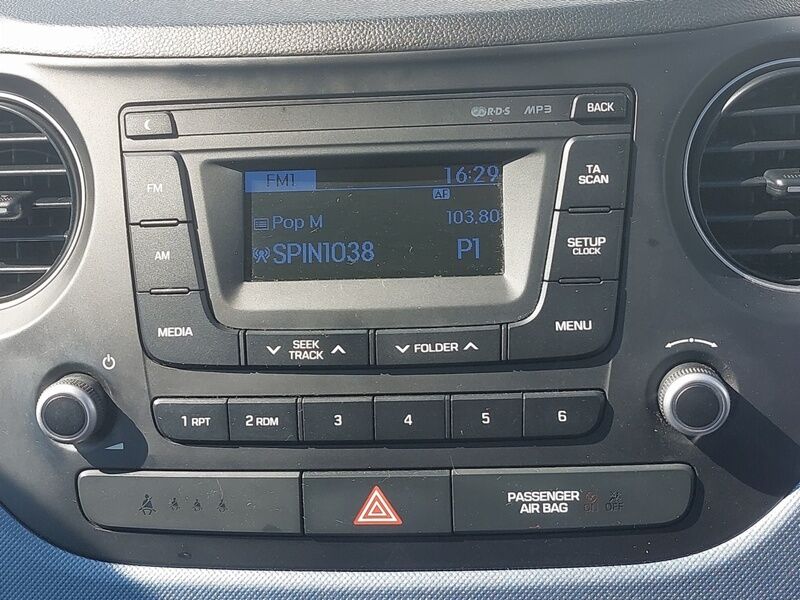 R·D·S MP3 BACK
FM1 16:29
AF
TA
SCAN
FM
Pop M 103,80
AM
SPIN1038 P1
SETUP
CLOCK
MEDIA
SEEK
TRACK
FOLDER
MENU
1 RPT 2 RDM 3 4 5 6
PASSENGER
AIR BAG
ON OFF